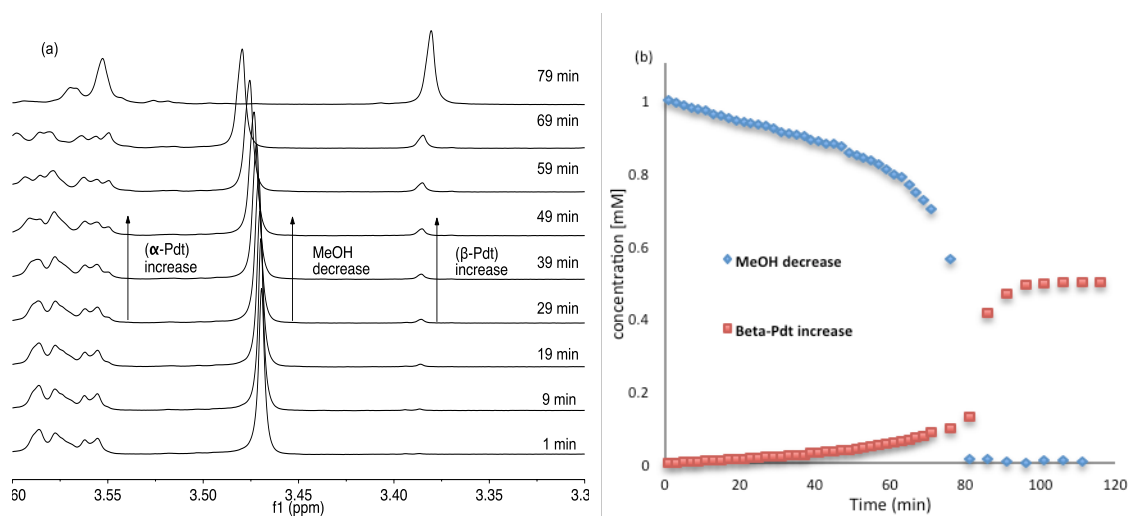 (a)
79 min
69 min
59 min
49 min
(α-Pdt)
increase
MeOH
decrease
(β-Pdt)
increase
39 min
29 min
19 min
9 min
1 min
60
3.55
3.50
3.45
3.40
3.35
3.3
f1 (ppm)
(b)
concentration [mM]
1
0.8
0.6
0.4
0.2
0
MeOH decrease
Beta-Pdt increase
0
20
40
60
80
100
120
Time (min)